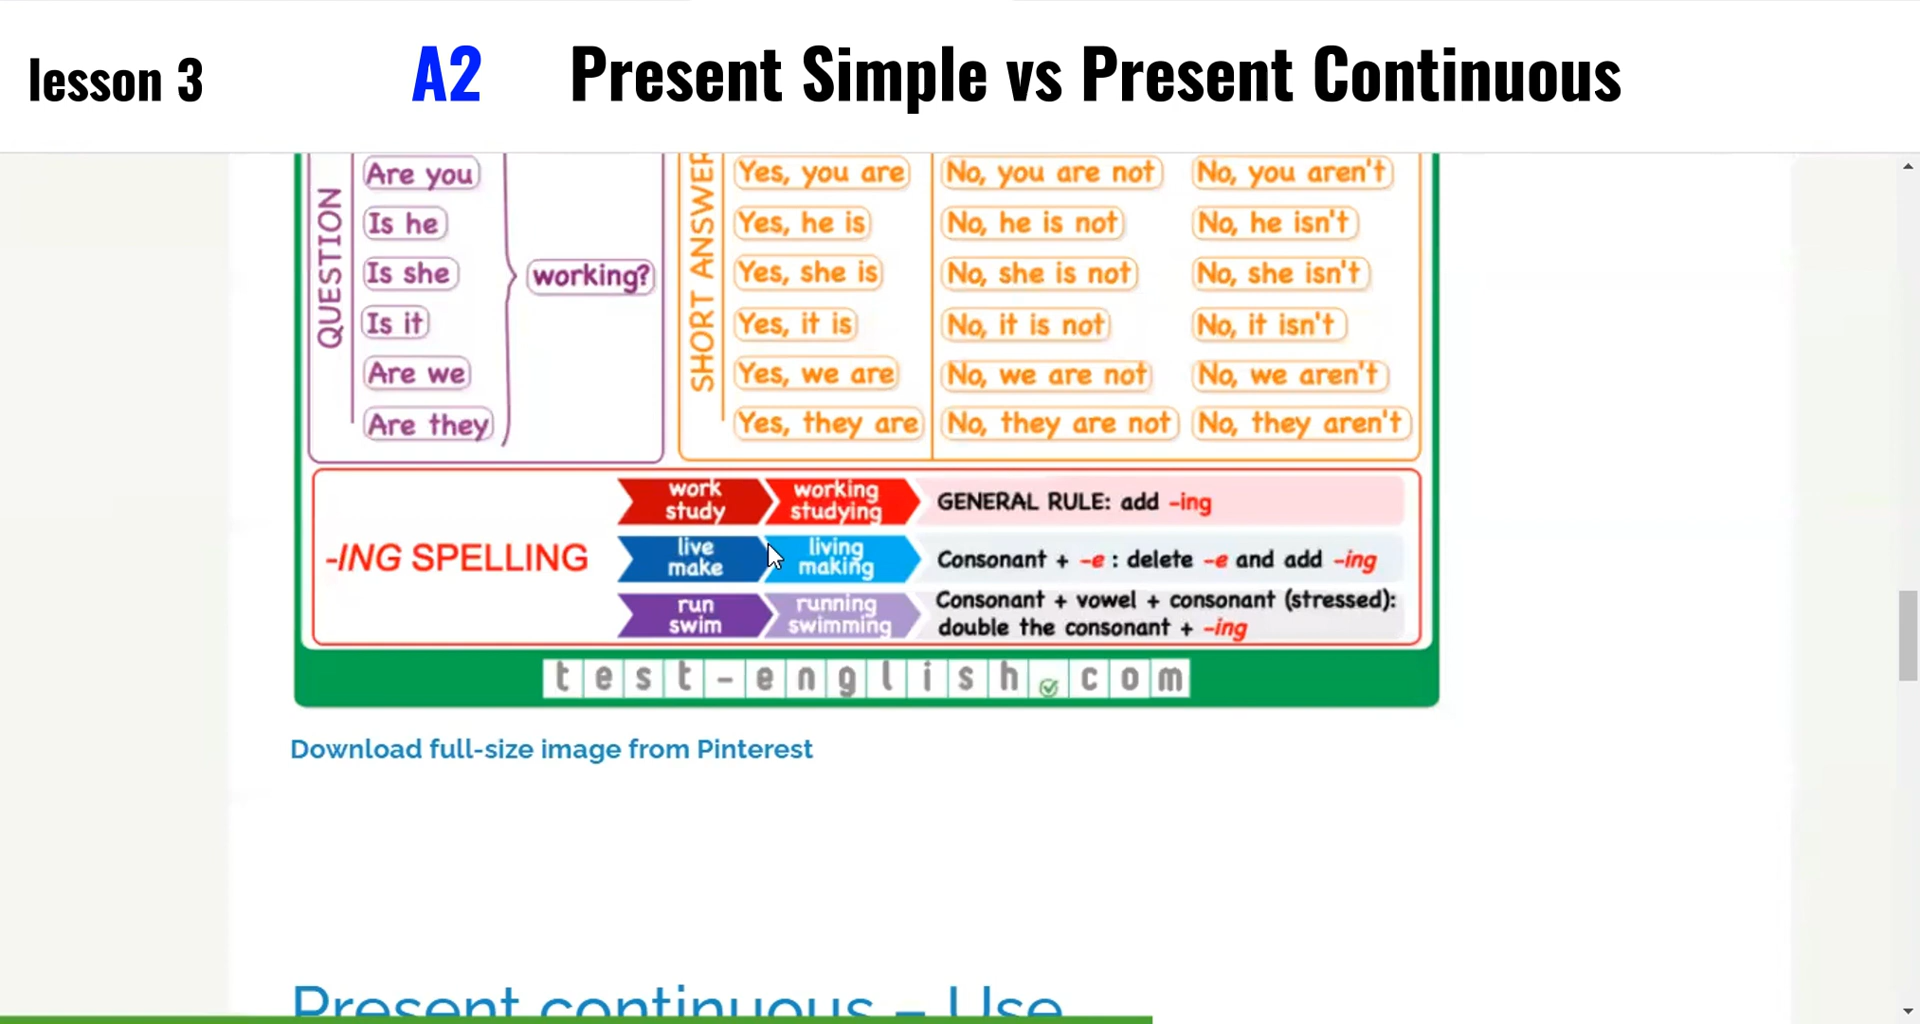 lesson 3 A2 Present Simple vs Present Continuous
QUESTION
Are you
Is he
Is she
Is it
Are we
Are they
working?
SHORT ANSWER
Yes, you are No, you are not No, you aren't
Yes, he is No, he is not No, he isn't
Yes, she is No, she is not No, she isn't
Yes, it is No, it is not No, it isn't
Yes, we are No, we are not No, we aren't
Yes, they are No, they are not No, they aren't
-ING SPELLING
work working GENERAL RULE: add -ing
study studying
live living Consonant + -e : delete -e and add -ing
make making
run running Consonant + vowel + consonant (stressed):
swim swimming double the consonant + -ing
test-english.com
Download full-size image from Pinterest
Present continuous – Use